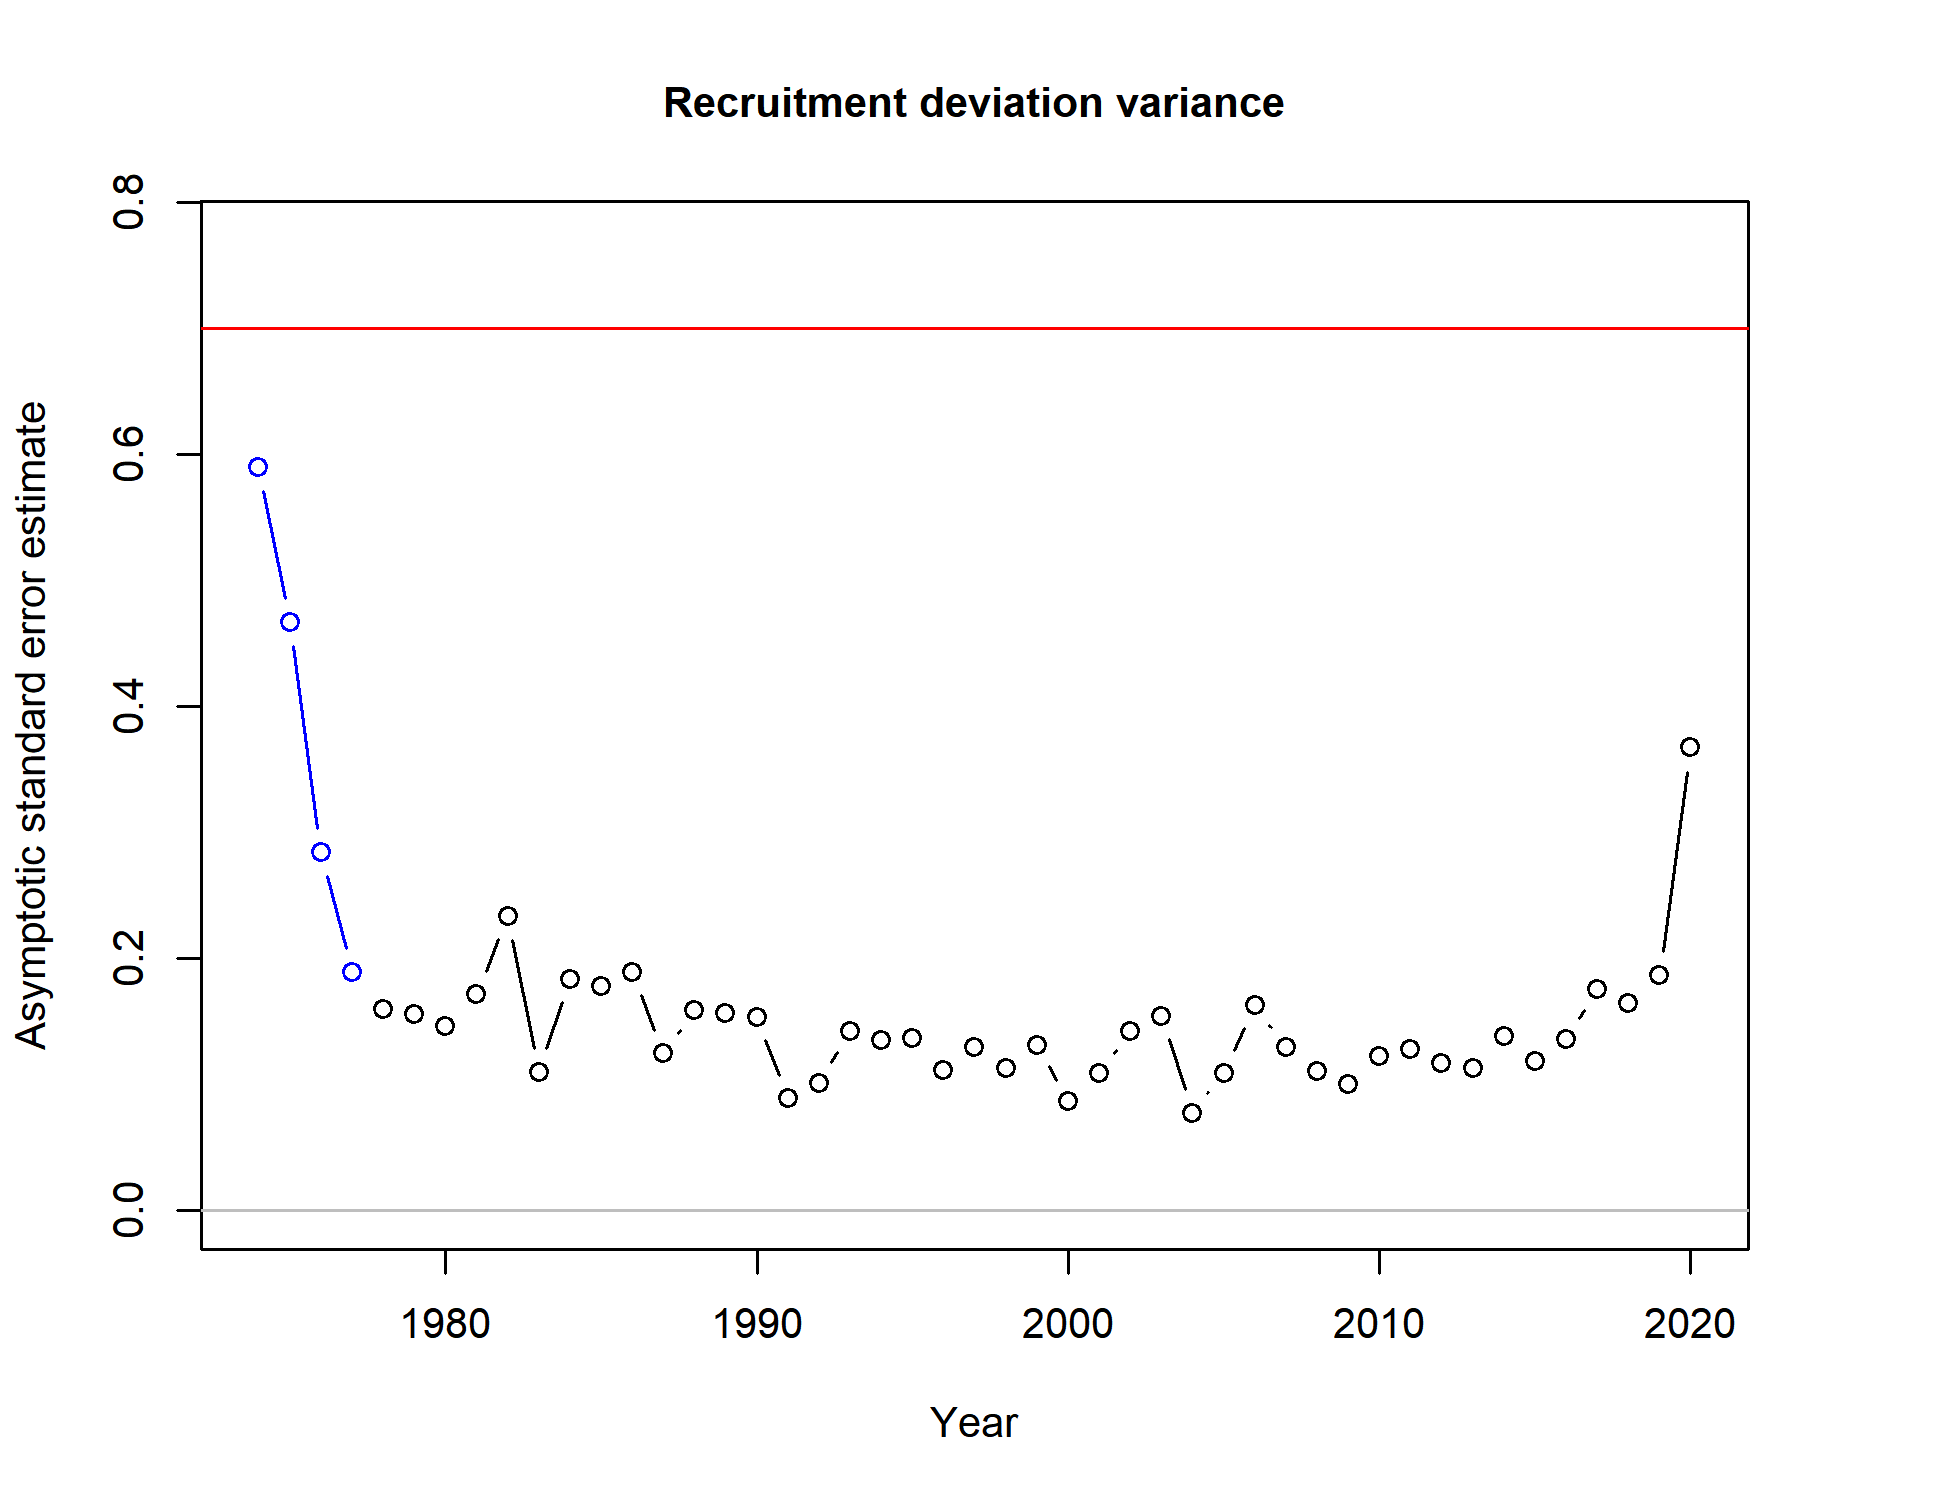 Recruitment deviation variance
Asymptotic standard error estimate
0.8
0.6
0.4
0.2
0.0
1980 1990 2000 2010 2020
Year